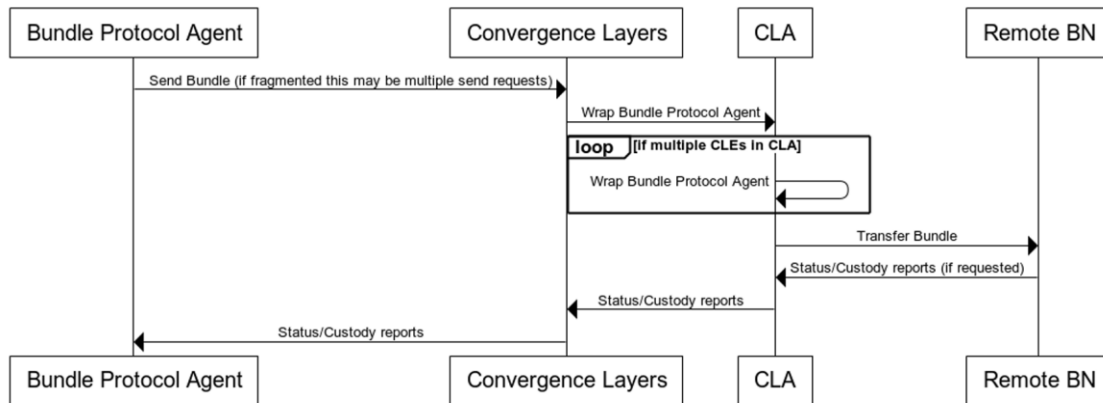 Bundle Protocol Agent
Convergence Layers
CLA
Remote BN
Send Bundle (if fragmented this may be multiple send requests)
Wrap Bundle Protocol Agent
loop [if multiple CLEs in CLA]
Wrap Bundle Protocol Agent
Transfer Bundle
Status/Custody reports (if requested)
Status/Custody reports
Status/Custody reports
Bundle Protocol Agent
Convergence Layers
CLA
Remote BN